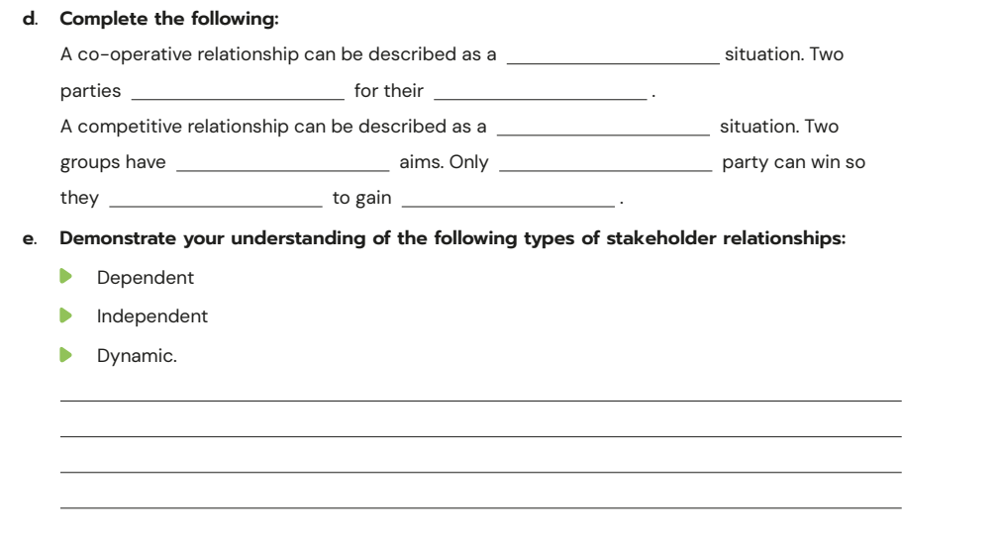 d. Complete the following:
A co-operative relationship can be described as a ____________________ situation. Two
parties ____________________ for their ____________________ .
A competitive relationship can be described as a ____________________ situation. Two
groups have ____________________ aims. Only ____________________ party can win so
they ____________________ to gain ____________________ .
e. Demonstrate your understanding of the following types of stakeholder relationships:
Dependent
Independent
Dynamic.